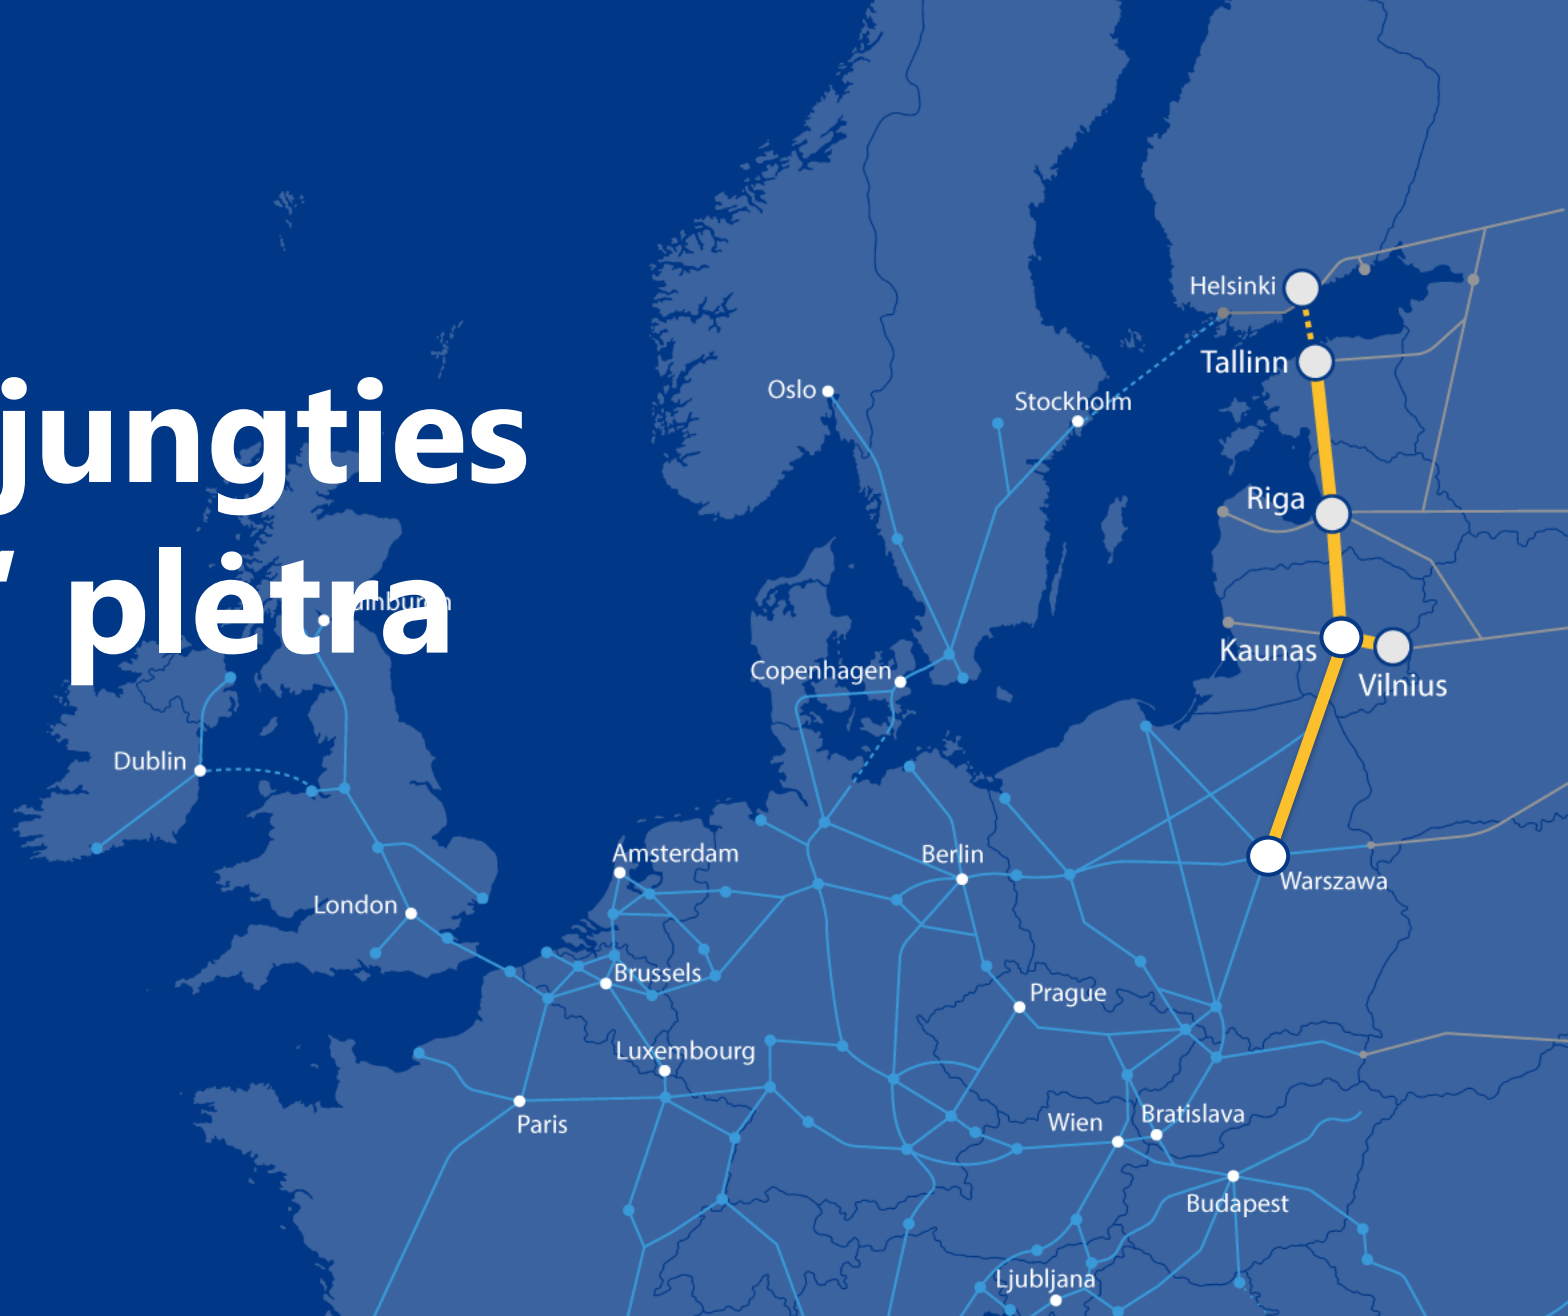 Helsinki
Tallinn
Oslo
Stockholm
jungties
Riga
“ plėtra
Kaunas
Copenhagen
Vilnius
Dublin
Amsterdam
Berlin
Warszawa
London
Brussels
Prague
Luxembourg
Paris
Wien
Bratislava
Budapest
Ljubljana